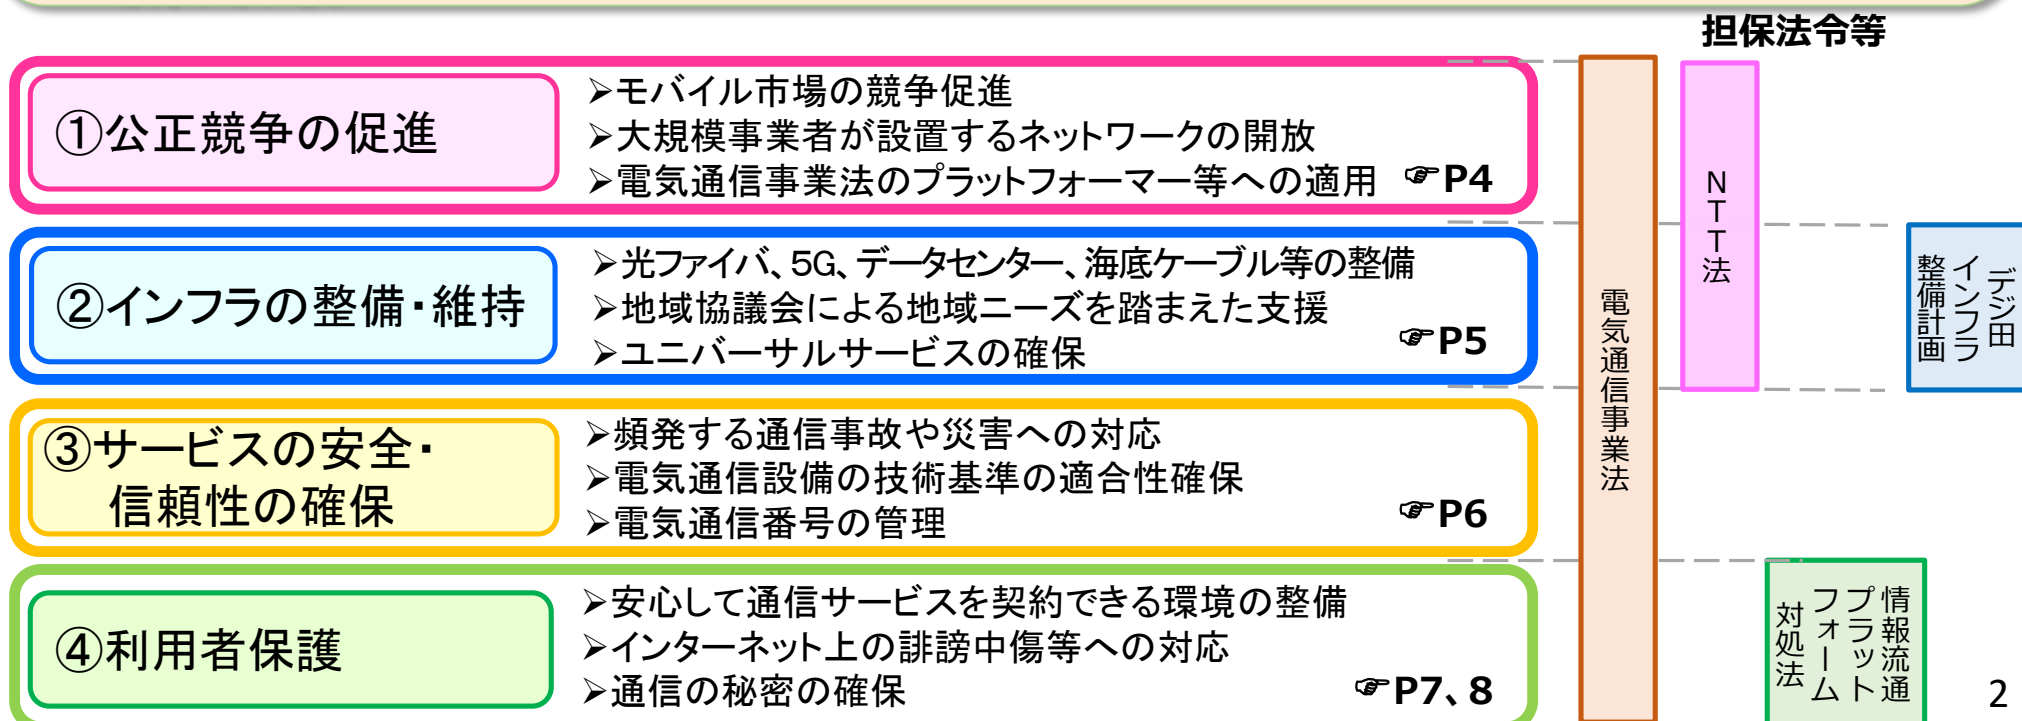 担保法令等
①公正競争の促進
➢モバイル市場の競争促進
➢大規模事業者が設置するネットワークの開放
➢電気通信事業法のプラットフォーマー等への適用 ☞P4
②インフラの整備・維持
➢光ファイバ、5G、データセンター、海底ケーブル等の整備
➢地域協議会による地域ニーズを踏まえた支援
➢ユニバーサルサービスの確保
☞P5
③サービスの安全・
信頼性の確保
➢頻発する通信事故や災害への対応
➢電気通信設備の技術基準の適合性確保
➢電気通信番号の管理
☞P6
④利用者保護
➢安心して通信サービスを契約できる環境の整備
➢インターネット上の誹謗中傷等への対応
➢通信の秘密の確保 ☞P7、8
電気通信事業法
NTT法
デジ田
インフラ
整備計画
情報流通
プラット
フォーム
対処法
2